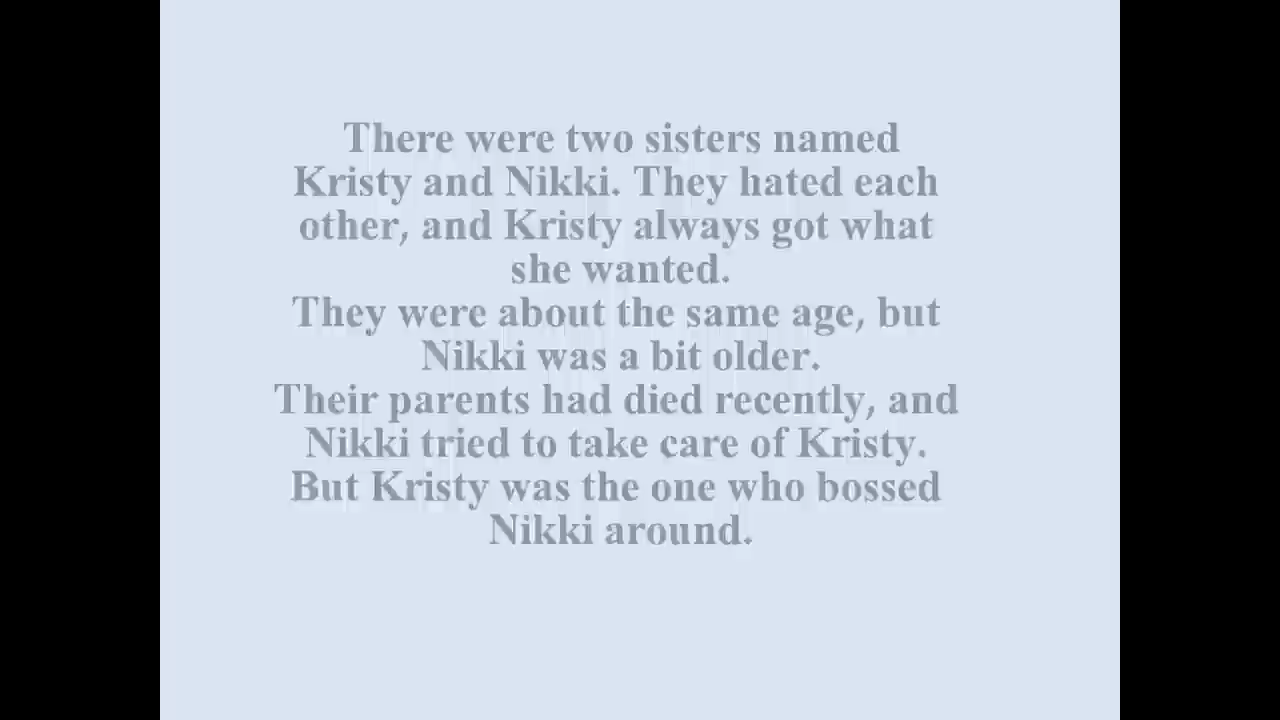 There were two sisters named
Kristy and Nikki. They hated each
other, and Kristy always got what
she wanted.
They were about the same age, but
Nikki was a bit older.
Their parents had died recently, and
Nikki tried to take care of Kristy.
But Kristy was the one who bossed
Nikki around.